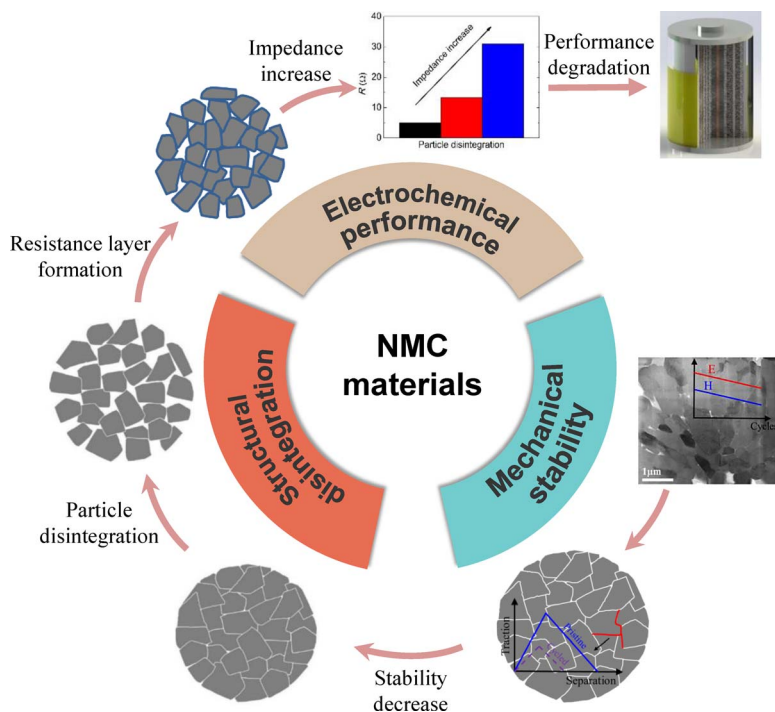 Impedance
increase
40
30
20
10
0
R (Ω)
Impedance increase
Particle disintegration
Performance
degradation
Electrochemical
performance
Resistance layer
formation
NMC
materials
Structural
disintegration
Mechanical
stability
E
H
Cycle
1μm
Particle
disintegration
Traction
Pristine
Cycled
Separation
Stability
decrease